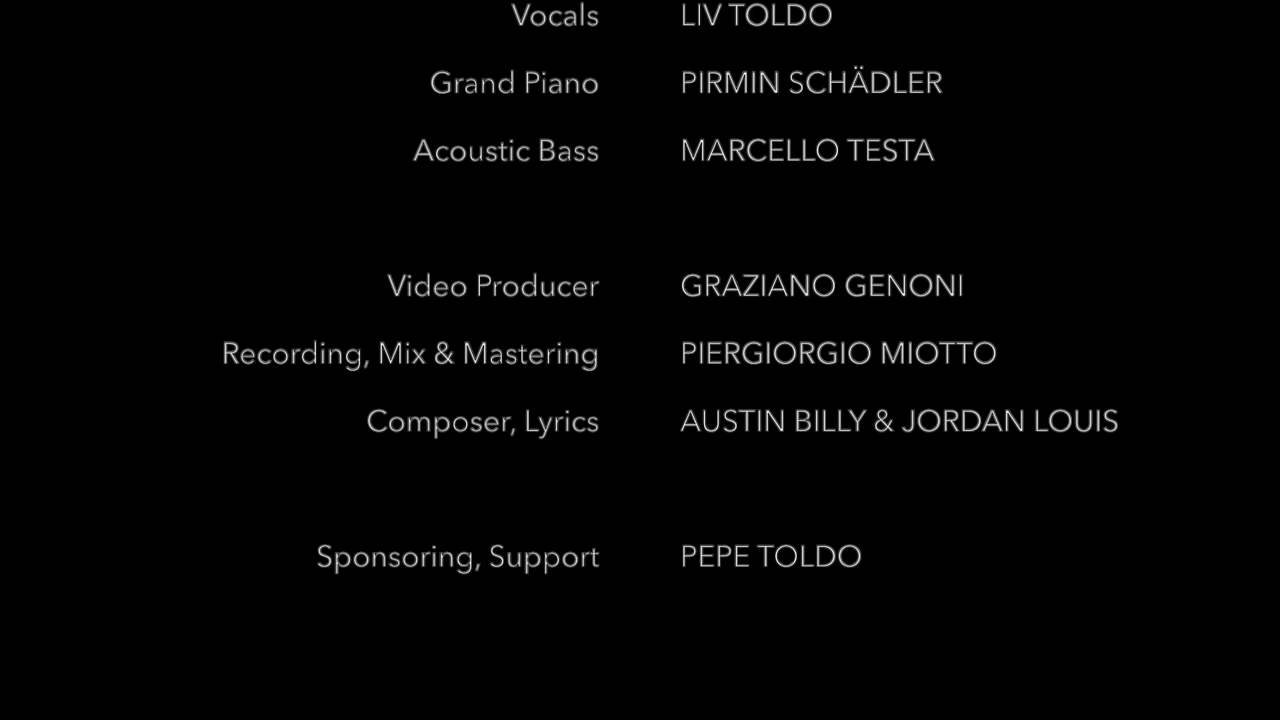 Vocals LIV TOLDO
Grand Piano PIRMIN SCHÄDLER
Acoustic Bass MARCELLO TESTA
Video Producer GRAZIANO GENONI
Recording, Mix & Mastering PIERGIORGIO MIOTTO
Composer, Lyrics AUSTIN BILLY & JORDAN LOUIS
Sponsoring, Support PEPE TOLDO